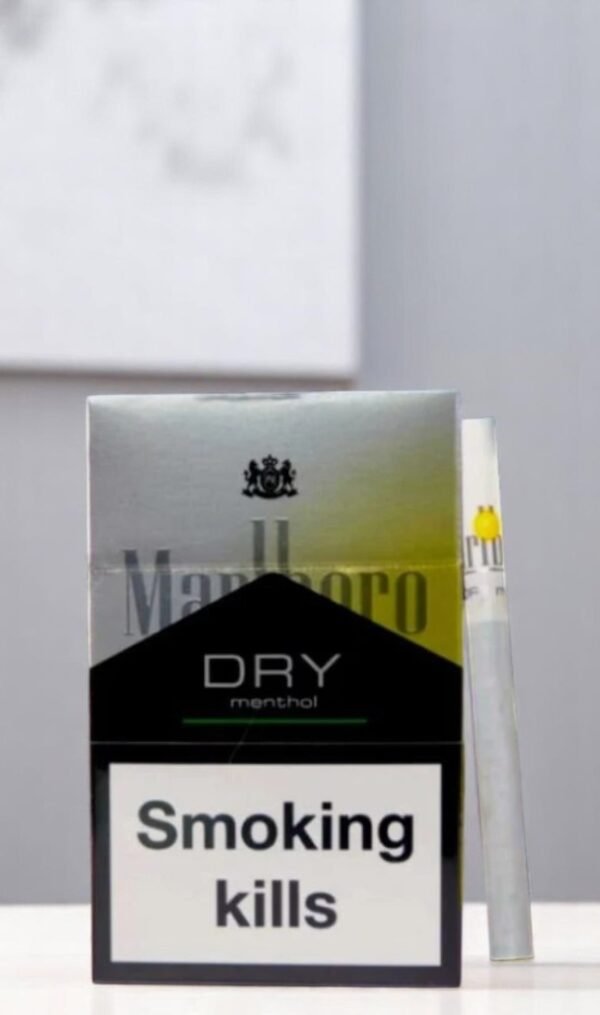 Marlboro
DRY
menthol
Smoking
kills